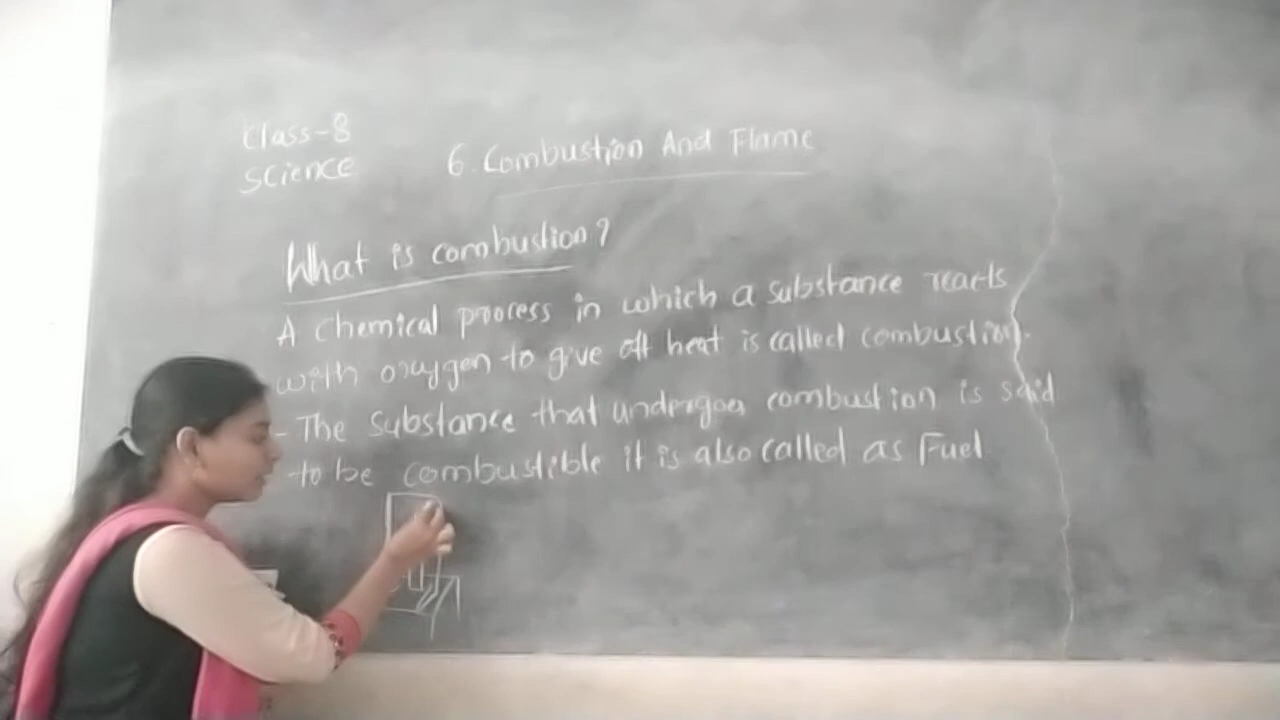 Class-8
Science
6. Combustion And Flame
What is combustion?
A chemical process in which a substance reacts
with oxygen to give off heat is called combustion.
- The substance that undergoes combustion is said
to be combustible it is also called as Fuel